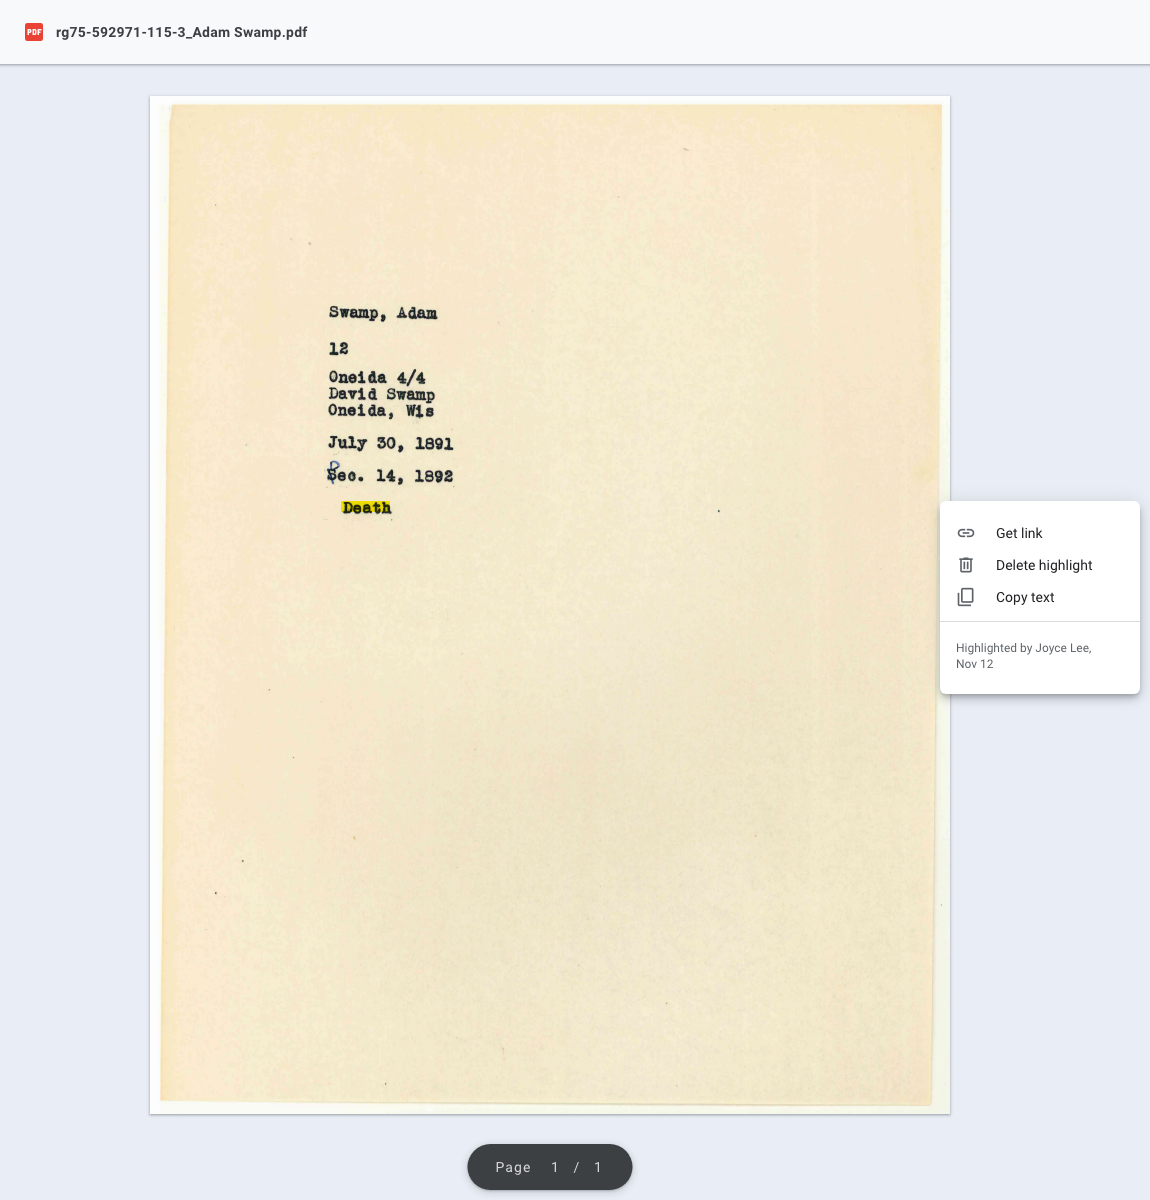 PDF rg75-592971-115-3_Adam Swamp.pdf
Swamp, Adam
12
Oneida 4/4
David Swamp
Oneida, Wis
July 30, 1891
Dec. 14, 1892
Death
Get link
Delete highlight
Copy text
Highlighted by Joyce Lee,
Nov 12
Page 1 / 1